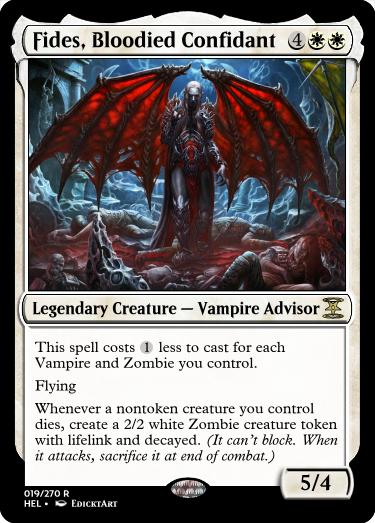 Fides, Bloodied Confidant 4
Legendary Creature — Vampire Advisor
This spell costs 1 less to cast for each
Vampire and Zombie you control.
Flying
Whenever a nontoken creature you control
dies, create a 2/2 white Zombie creature token
with lifelink and decayed. (It can't block. When
it attacks, sacrifice it at end of combat.)
5/4
019/270 R
HEL • EdicktArt